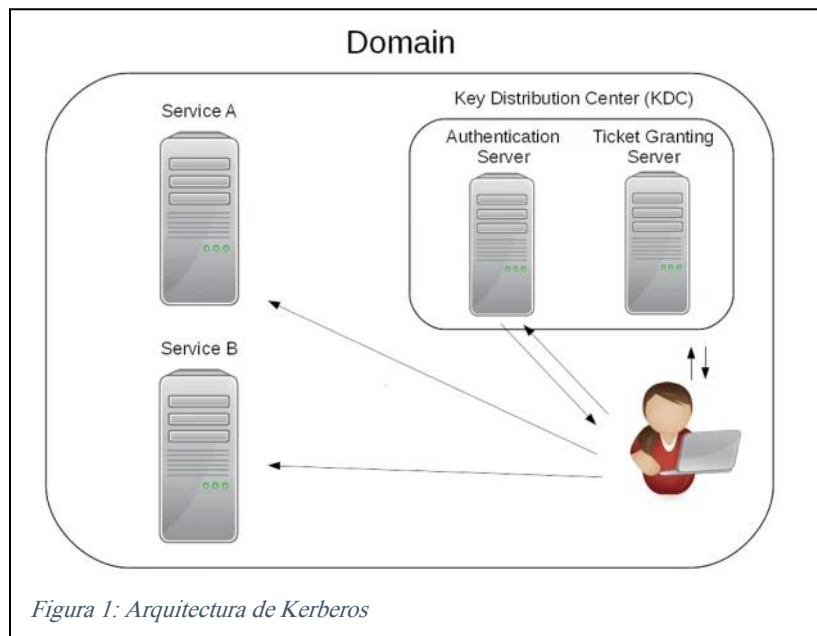 Domain
Service A
Key Distribution Center (KDC)
Authentication
Server
Ticket Granting
Server
Service B
Figura 1: Arquitectura de Kerberos